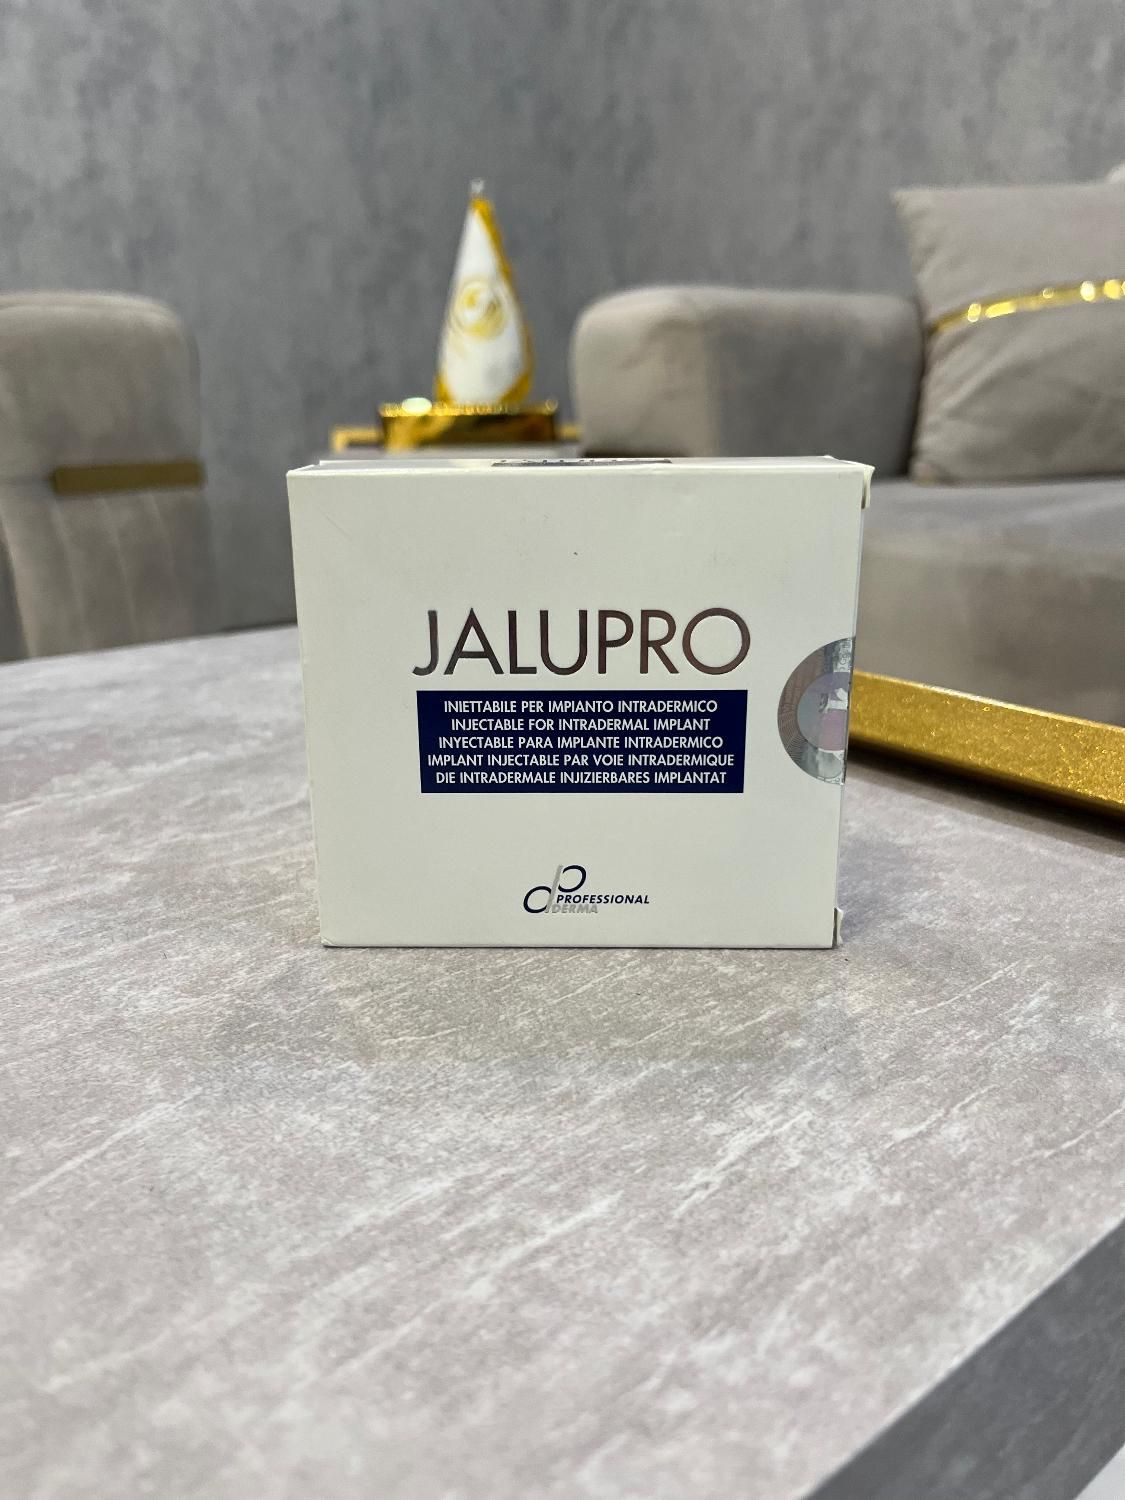 JALUPRO
INIETTABILE PER IMPIANTO INTRADERMICO
INJECTABLE FOR INTRADERMAL IMPLANT
INYECTABLE PARA IMPLANTE INTRADERMICO
IMPLANT INJECTABLE PAR VOIE INTRADERMIQUE
DIE INTRADERMALE INJIZIERBARES IMPLANTAT
PROFESSIONAL
DERMA